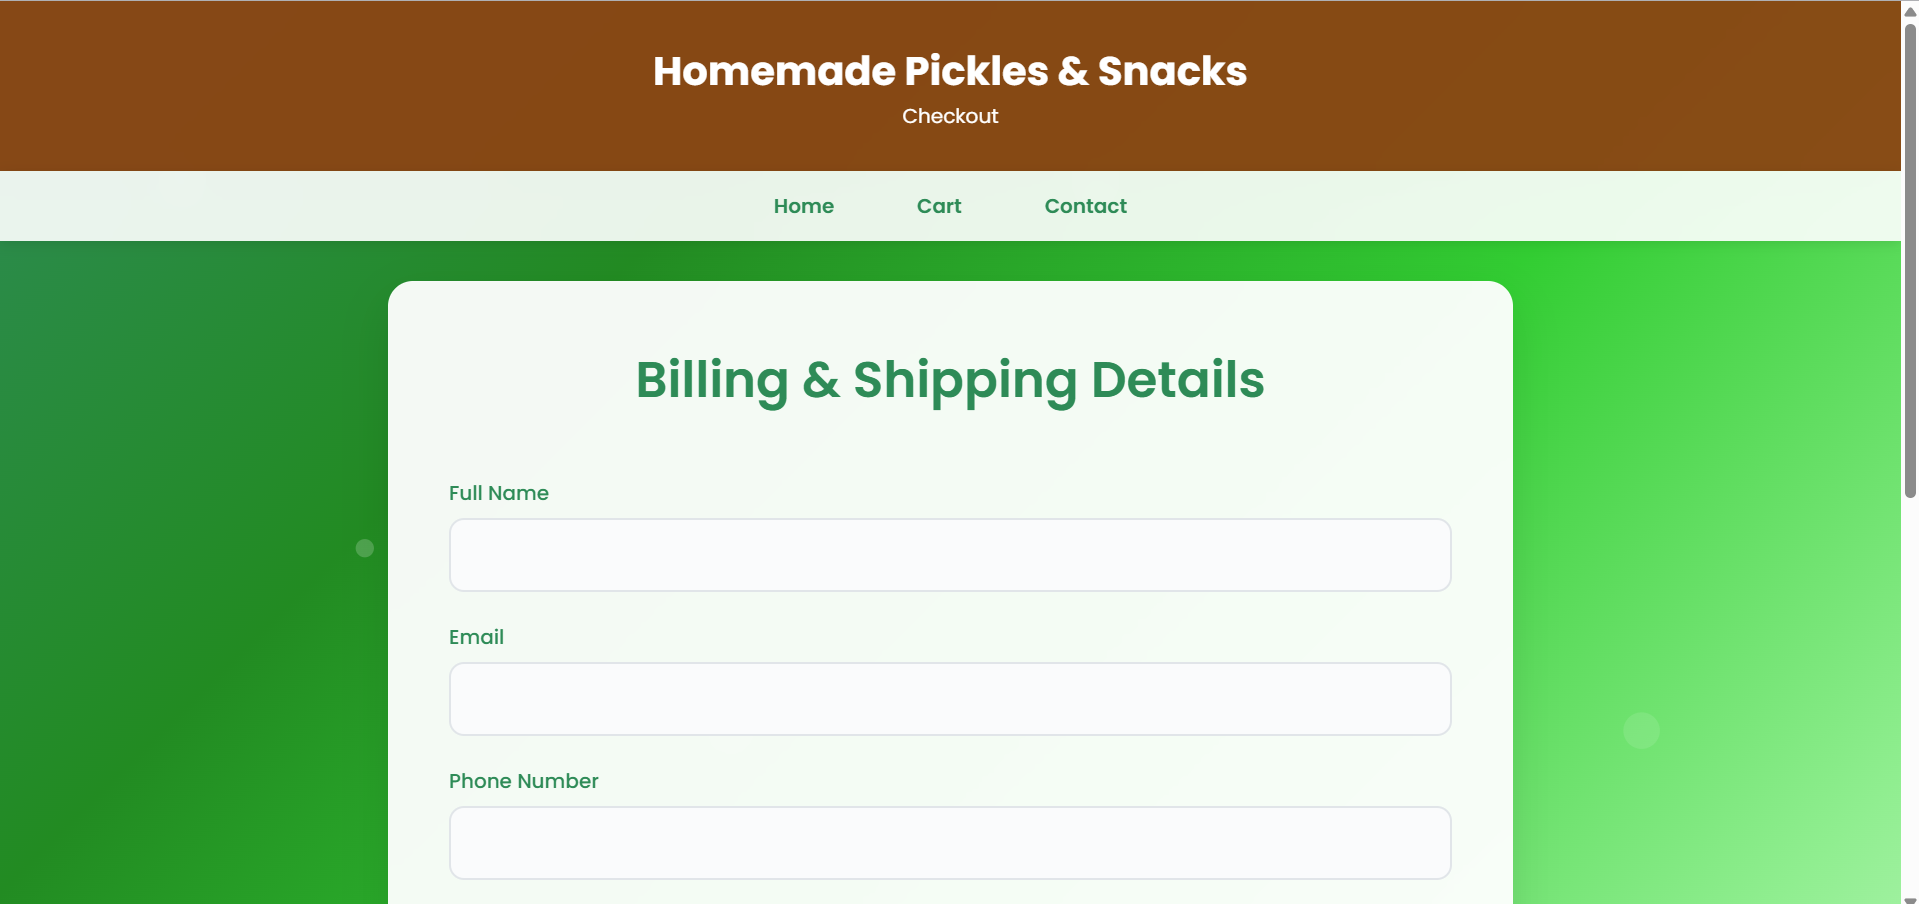 Homemade Pickles & Snacks
Checkout
Home Cart Contact
Billing & Shipping Details
Full Name
Email
Phone Number